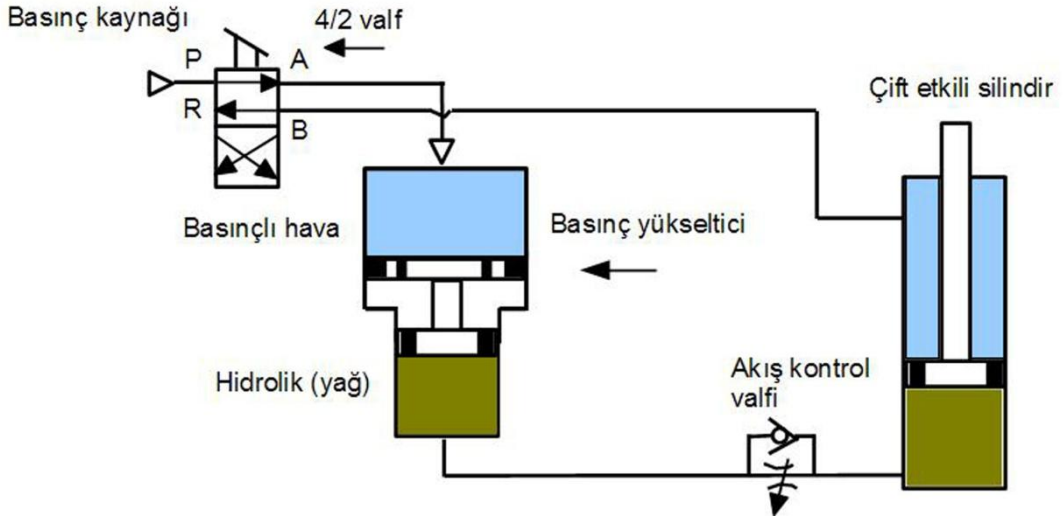 Basınç kaynağı
4/2 valf
P
A
R
B
Çift etkili silindir
Basınçlı hava
Basınç yükseltici
Hidrolik (yağ)
Akış kontrol
valfi